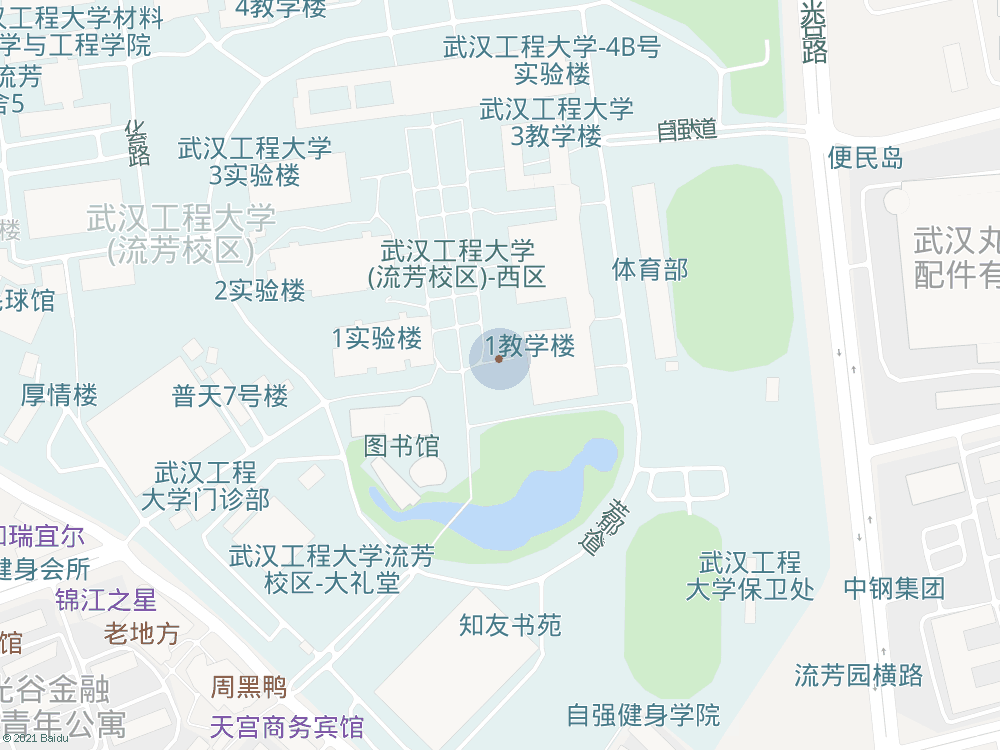 4教学楼
光谷路
汉工程大学材料
学与工程学院
武汉工程大学-4B号
实验楼
流芳
舍5
武汉工程大学
3教学楼
化育路
自强大道
武汉工程大学
3实验楼
便民岛
武汉工程大学
(流芳校区)
楼
武汉工程大学
(流芳校区)-西区
体育部
武汉丸
配件有
2实验楼
球馆
1实验楼
1教学楼
厚情楼
普天7号楼
图书馆
武汉工程
大学门诊部
芳郁道
和瑞宜尔
健身会所
武汉工程大学流芳
校区-大礼堂
武汉工程
大学保卫处
中钢集团
锦江之星
老地方
馆
知友书苑
流芳园横路
周黑鸭
光谷金融
青年公寓
天宫商务宾馆
自强健身学院
© 2021 Baidu